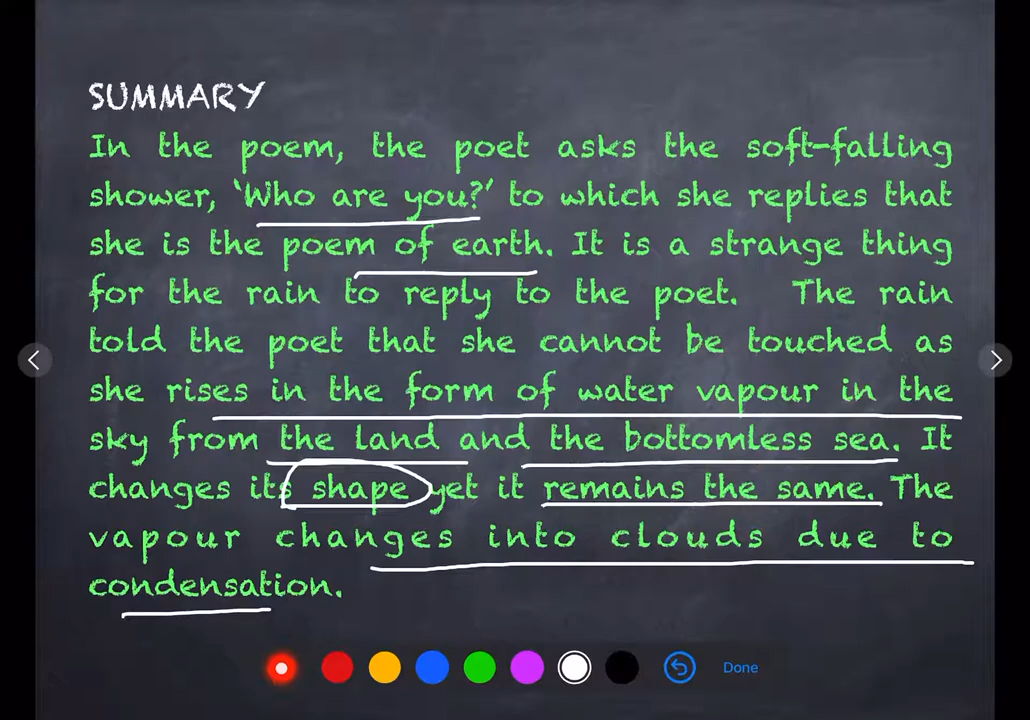 SUMMARY
In the poem, the poet asks the soft-falling
shower, ‘Who are you?’ to which she replies that
she is the poem of earth. It is a strange thing
for the rain to reply to the poet. The rain
told the poet that she cannot be touched as
she rises in the form of water vapour in the
sky from the land and the bottomless sea. It
changes its shape yet it remains the same. The
vapour changes into clouds due to
condensation.
Done